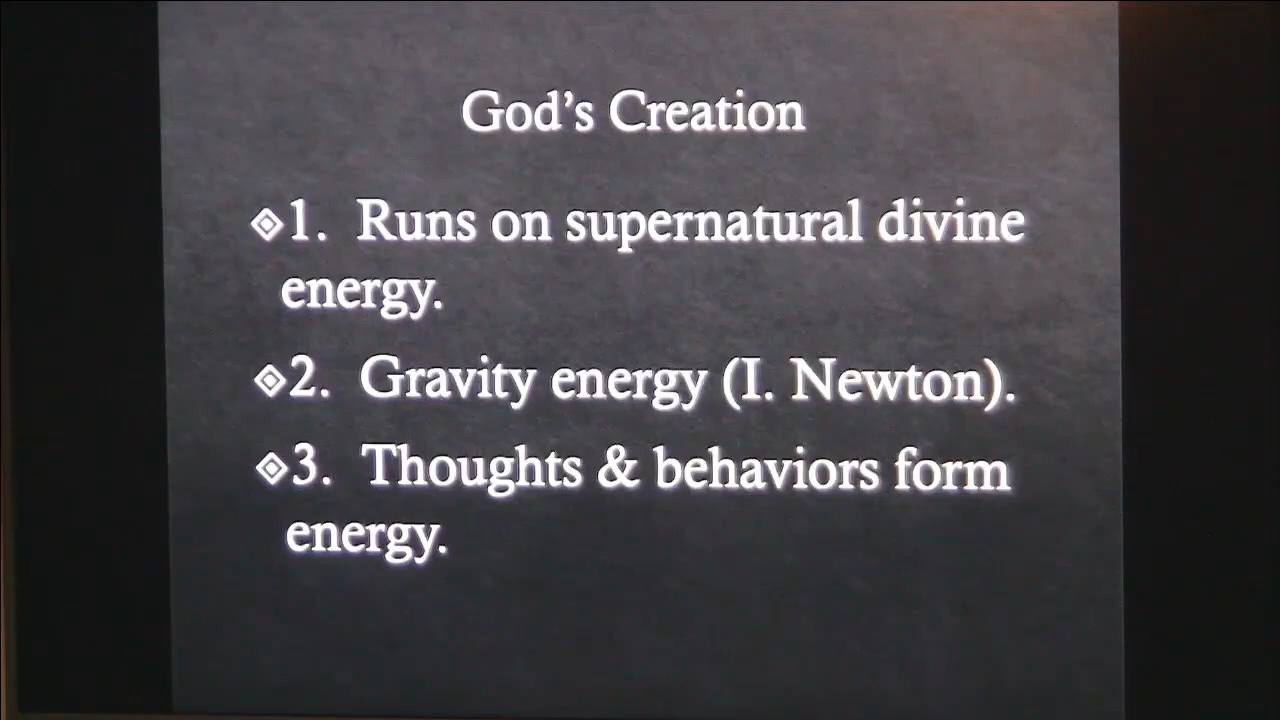 God’s Creation
1. Runs on supernatural divine
energy.
2. Gravity energy (I. Newton).
3. Thoughts & behaviors form
energy.